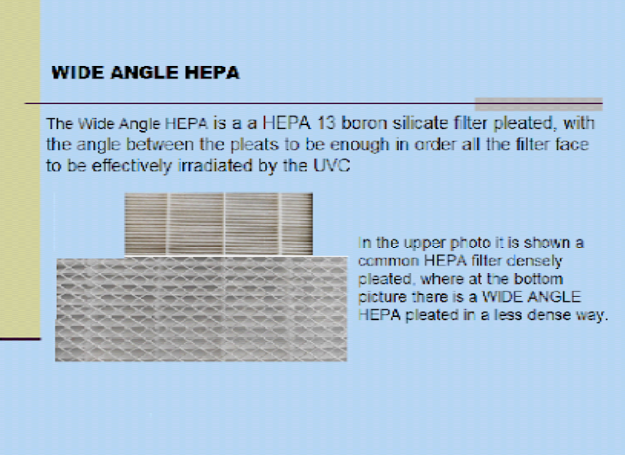 WIDE ANGLE HEPA
The Wide Angle HEPA is a a HEPA 13 boron silicate filter pleated, with
the angle between the pleats to be enough in order all the filter face
to be effectively irradiated by the UVC
In the upper photo it is shown a
common HEPA filter densely
pleated, where at the bottom
picture there is a WIDE ANGLE
HEPA pleated in a less dense way.